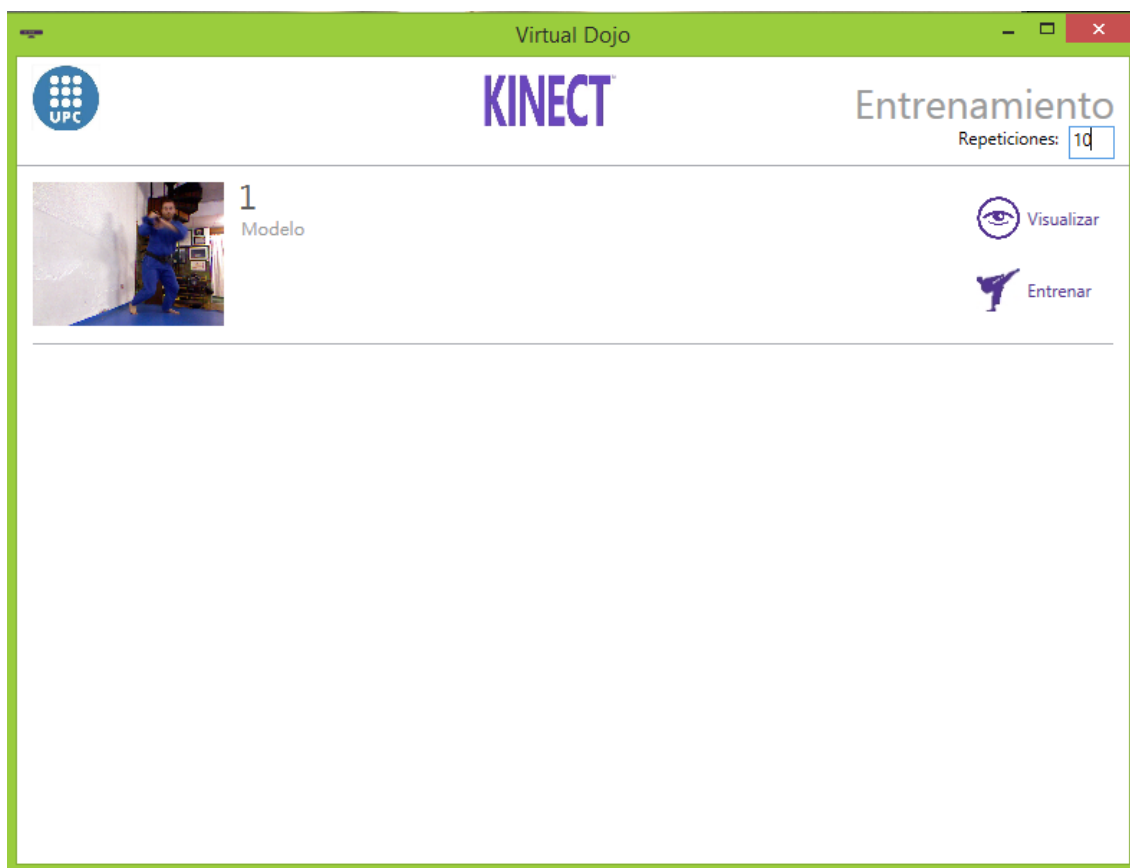 Virtual Dojo
UPC
KINECT
Entrenamiento
Repeticiones: 10
1
Modelo
Visualizar
Entrenar